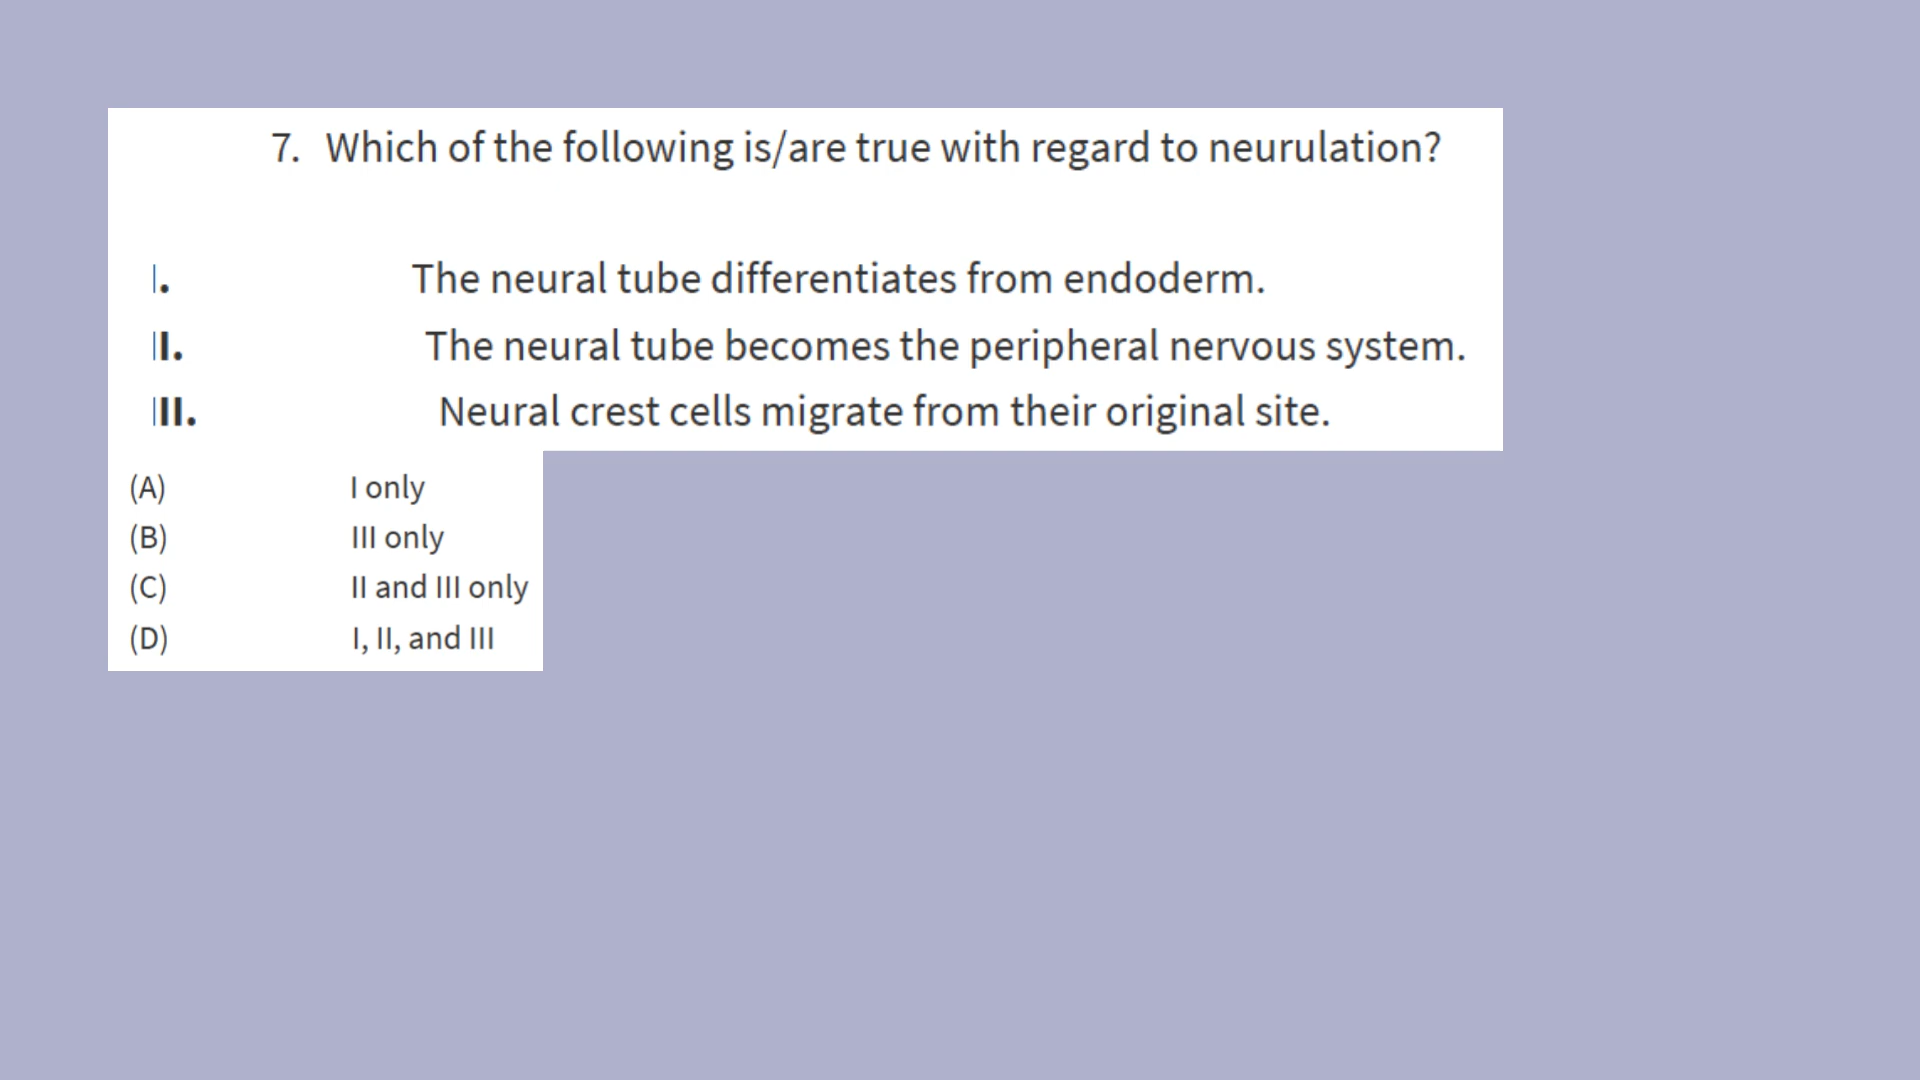 7. Which of the following is/are true with regard to neurulation?
I. The neural tube differentiates from endoderm.
II. The neural tube becomes the peripheral nervous system.
III. Neural crest cells migrate from their original site.
(A) I only
(B) III only
(C) II and III only
(D) I, II, and III